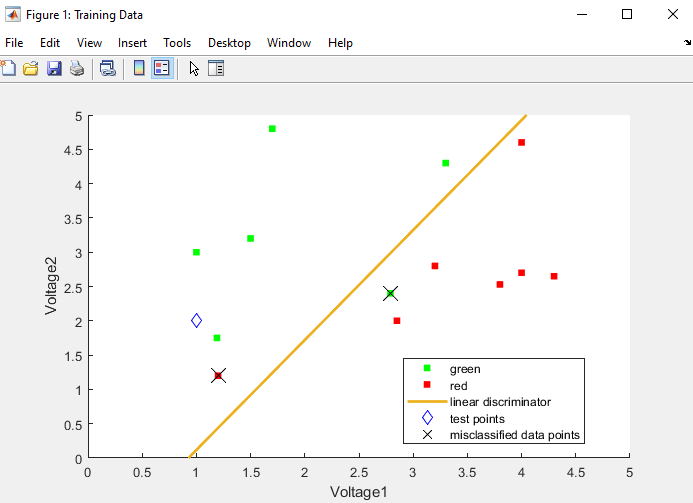 Figure 1: Training Data
File Edit View Insert Tools Desktop Window Help
5
4.5
4
3.5
3
2.5
2
1.5
1
0.5
0
Voltage2
green
red
linear discriminator
test points
misclassified data points
0 0.5 1 1.5 2 2.5 3 3.5 4 4.5 5
Voltage1